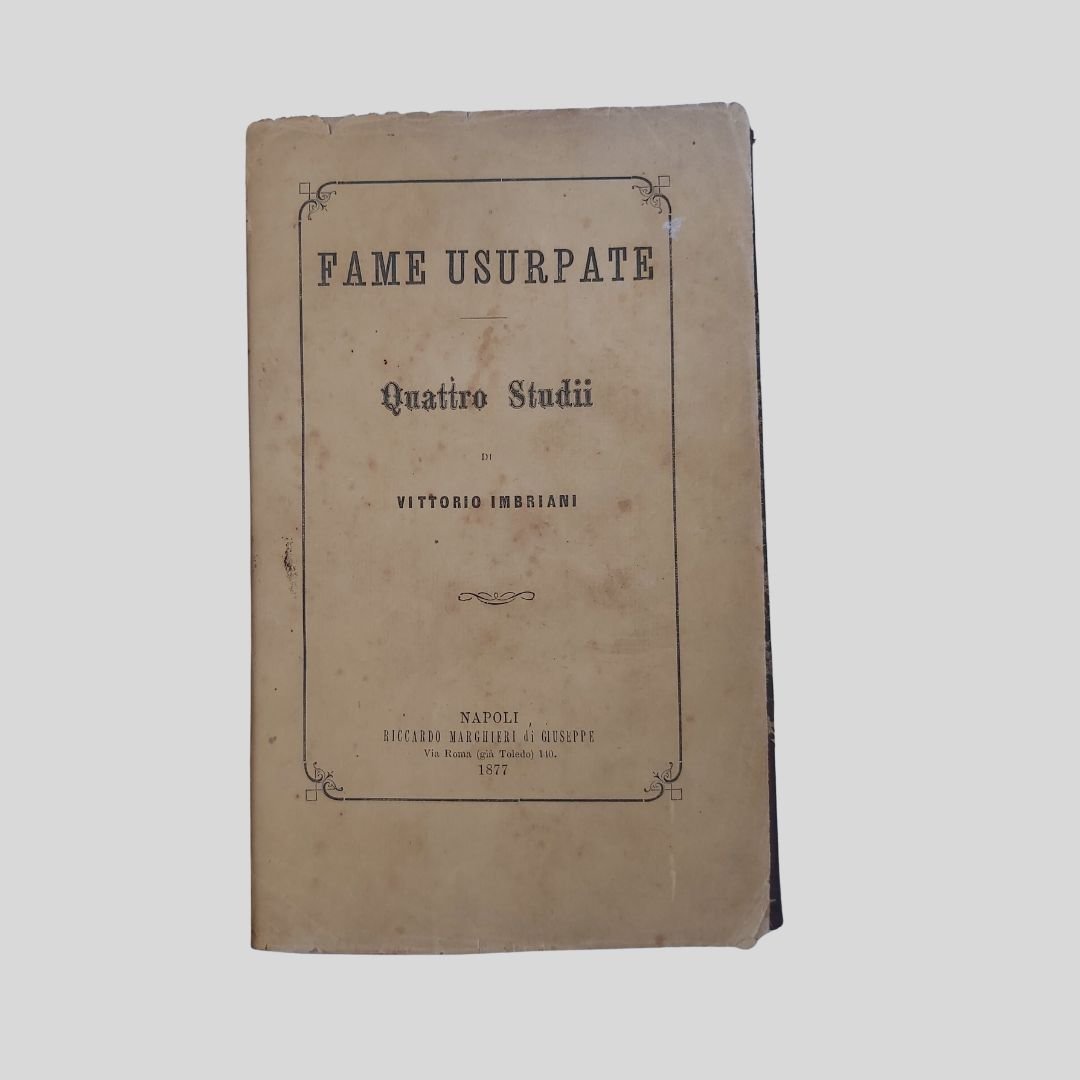 FAME USURPATE
Quattro Studii
DI
VITTORIO IMBRIANI
NAPOLI
RICCARDO MARGHIERI di GIUSEPPE
Via Roma (già Toledo) 140.
1877